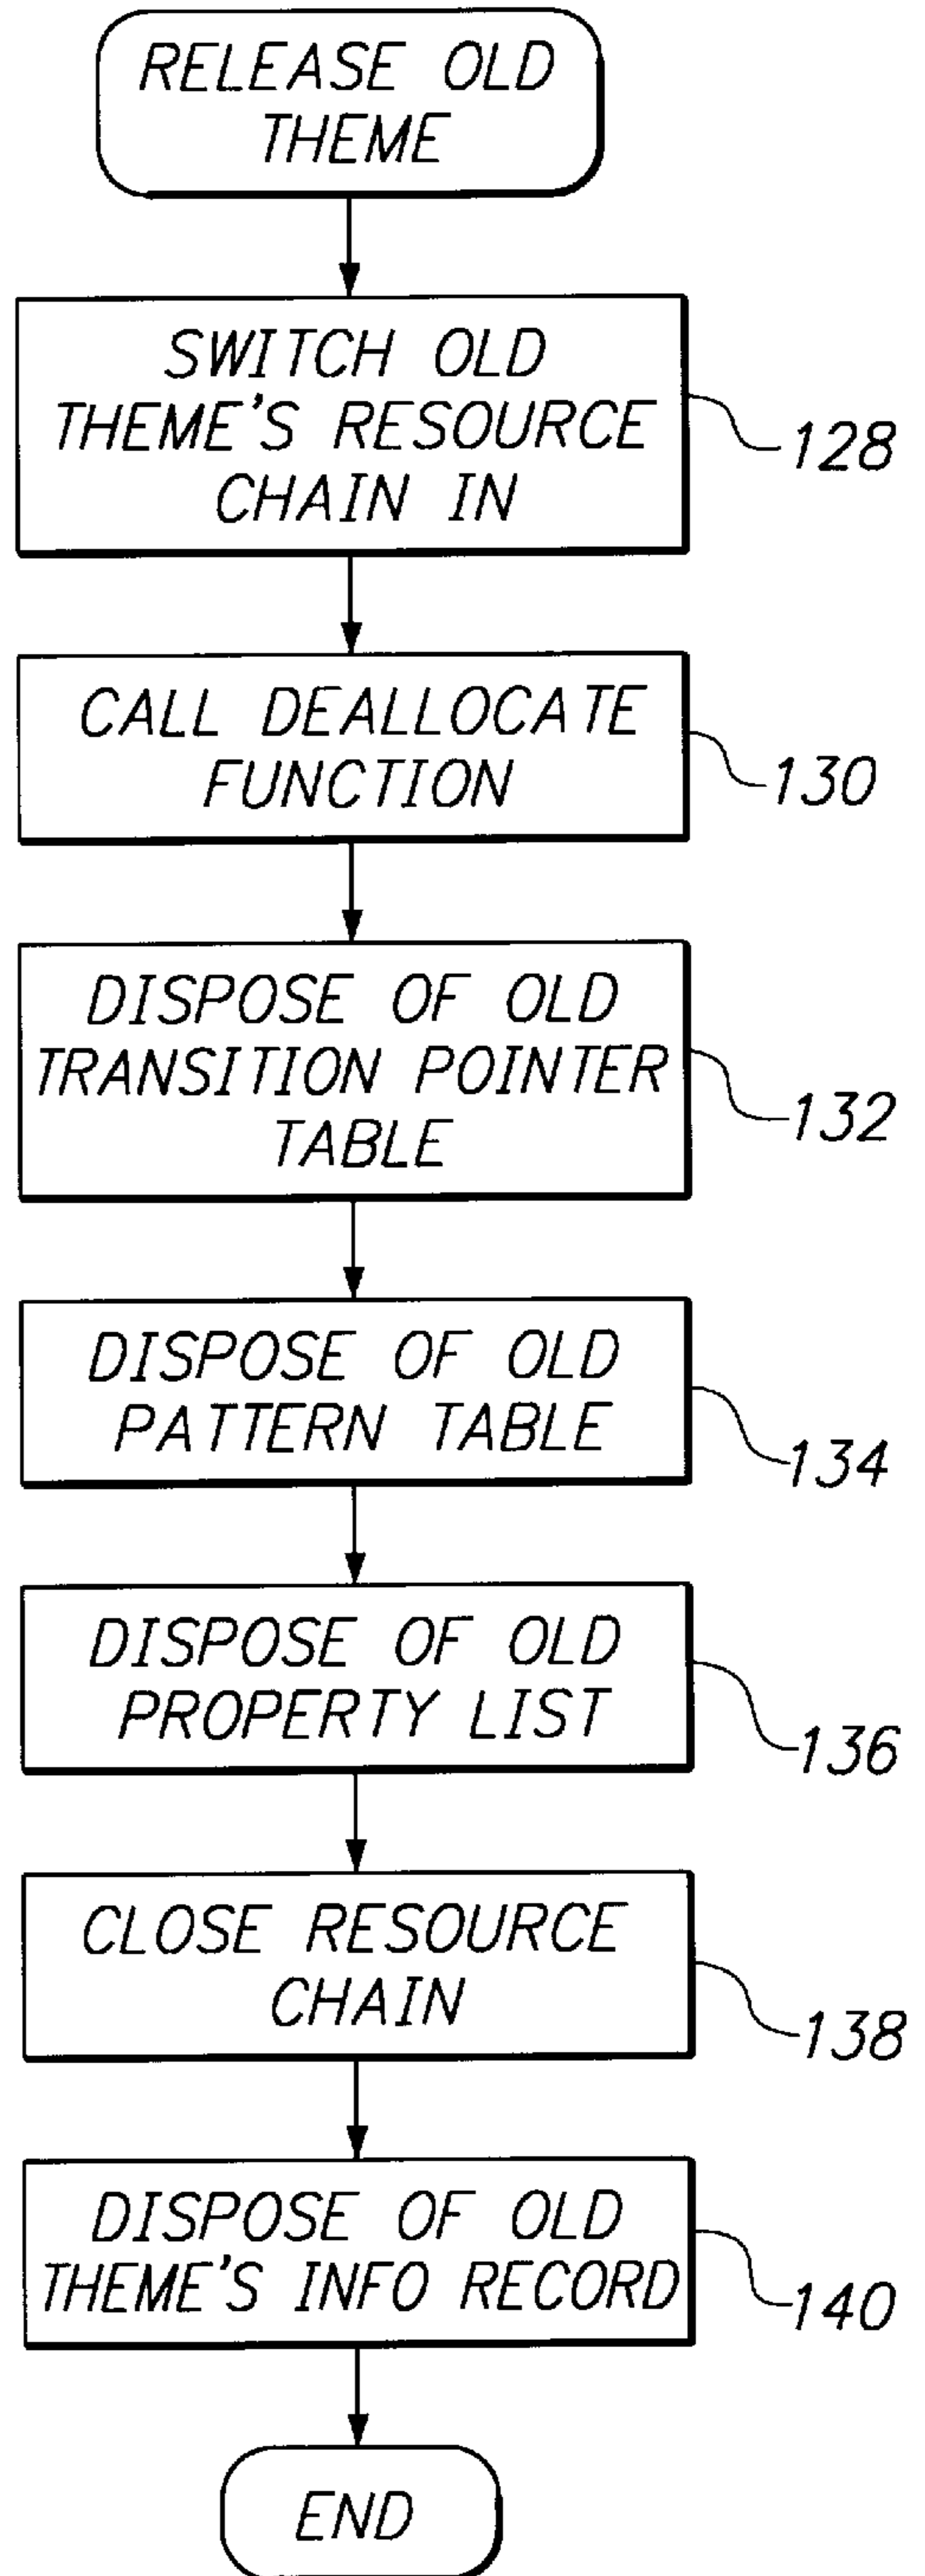 RELEASE OLD
THEME
SWITCH OLD
THEME'S RESOURCE
CHAIN IN
128
CALL DEALLOCATE
FUNCTION
130
DISPOSE OF OLD
TRANSITION POINTER
TABLE
132
DISPOSE OF OLD
PATTERN TABLE
134
DISPOSE OF OLD
PROPERTY LIST
136
CLOSE RESOURCE
CHAIN
138
DISPOSE OF OLD
THEME'S INFO RECORD
140
END